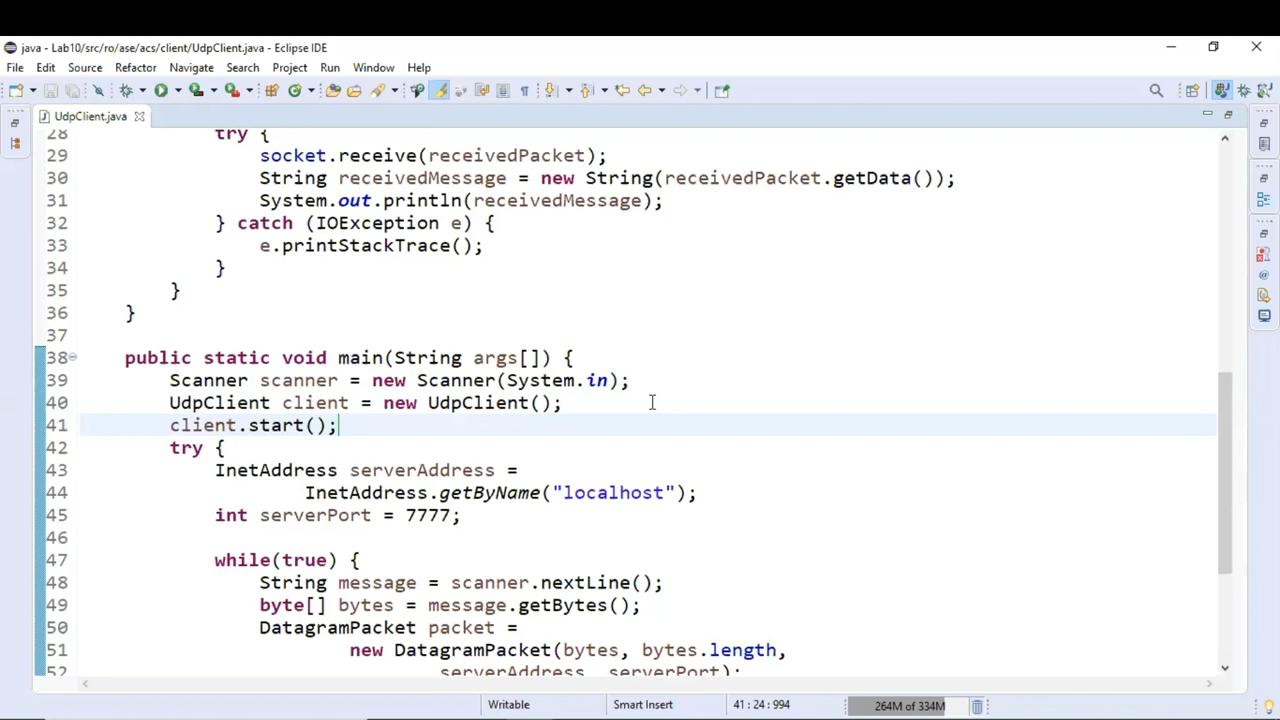 java - Lab10/src/ro/ase/acs/client/UdpClient.java - Eclipse IDE
File Edit Source Refactor Navigate Search Project Run Window Help
UdpClient.java
28 try {
29 socket.receive(receivedPacket);
30 String receivedMessage = new String(receivedPacket.getData());
31 System.out.println(receivedMessage);
32 } catch (IOException e) {
33 e.printStackTrace();
34 }
35 }
36 }
37
38 public static void main(String args[]) {
39 Scanner scanner = new Scanner(System.in);
40 UdpClient client = new UdpClient();
41 client.start();
42 try {
43 InetAddress serverAddress =
44 InetAddress.getByName("localhost");
45 int serverPort = 7777;
46
47 while(true) {
48 String message = scanner.nextLine();
49 byte[] bytes = message.getBytes();
50 DatagramPacket packet =
51 new DatagramPacket(bytes, bytes.length,
52 serverAddress, serverPort);
Writable Smart Insert 41 : 24 : 994 264M of 334M